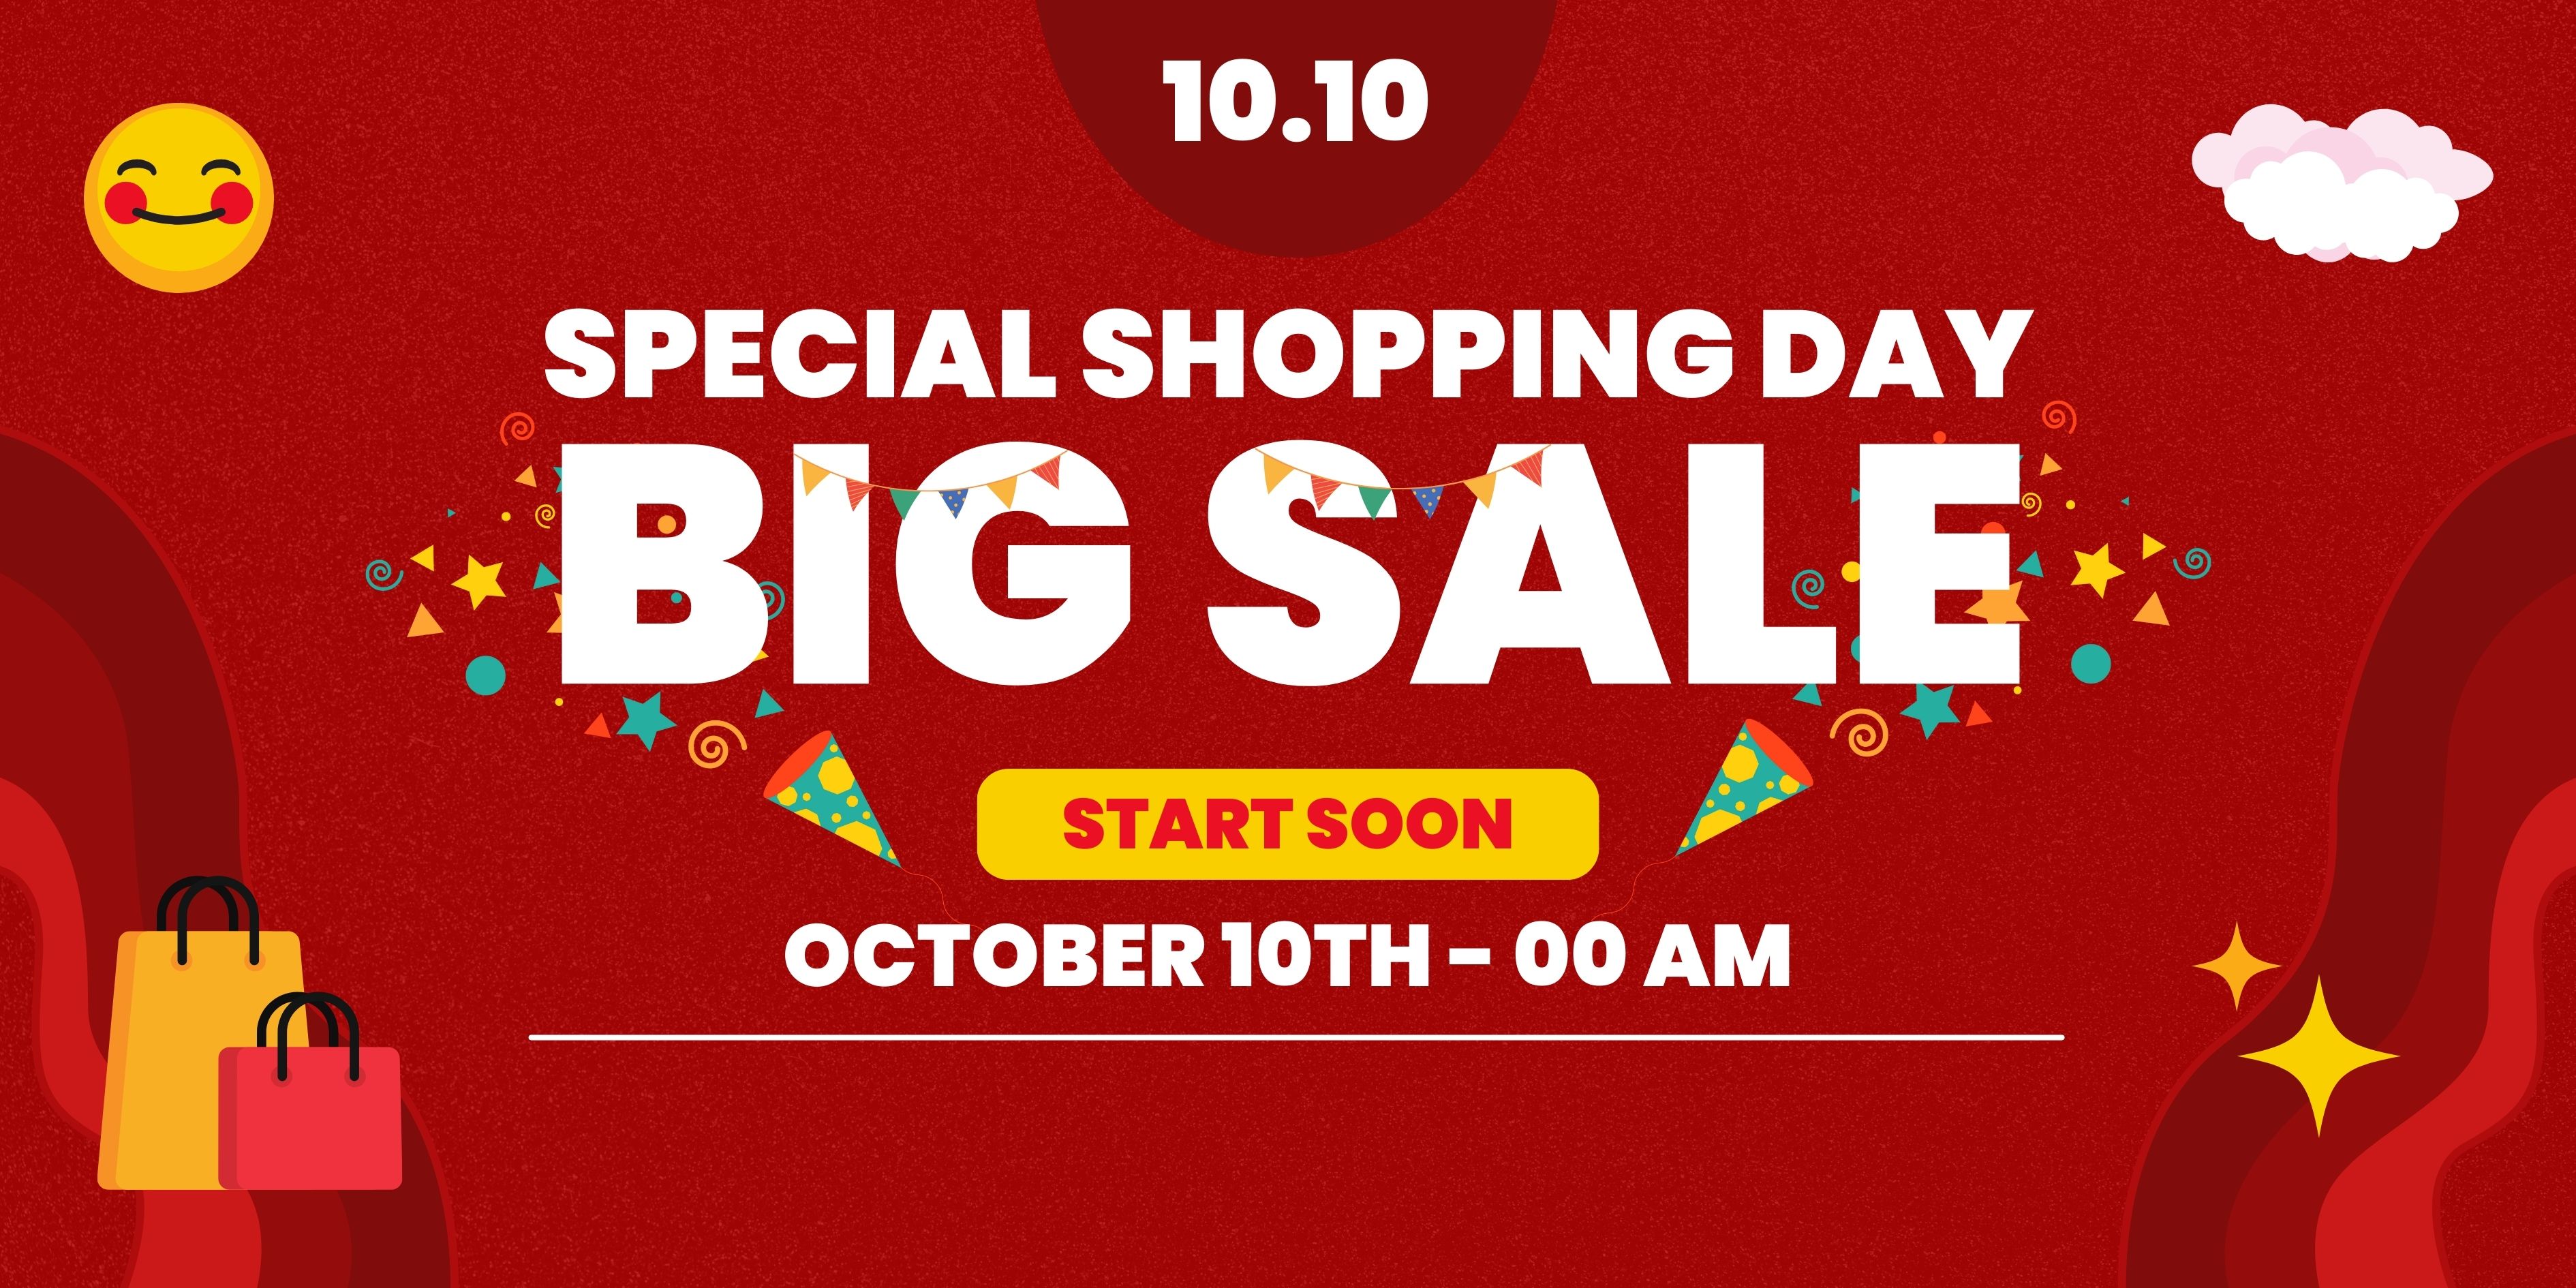 10.10
SPECIAL SHOPPING DAY
BIG SALE
START SOON
OCTOBER 10TH - 00 AM